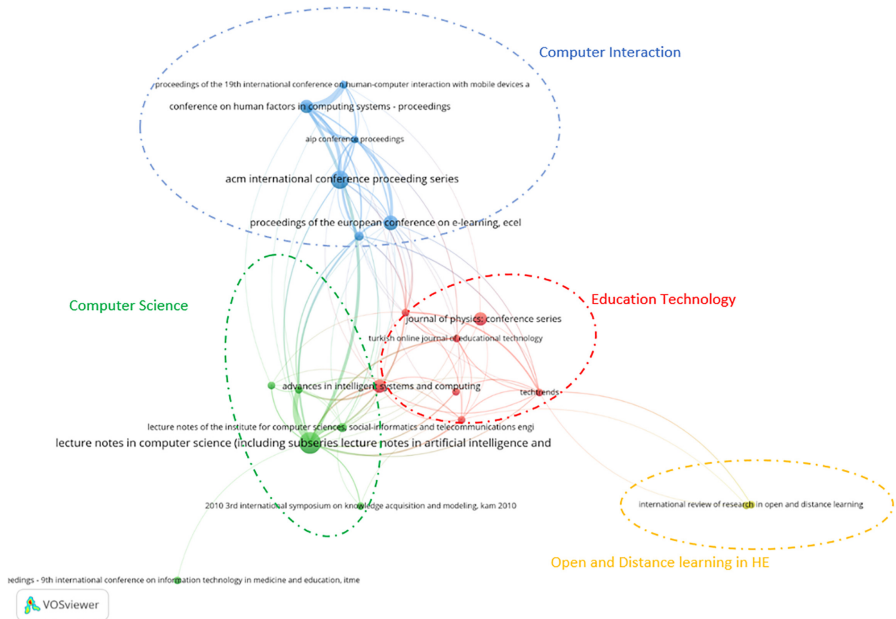 Computer Interaction
proceedings of the 19th international conference on human-computer interaction with mobile devices a
conference on human factors in computing systems - proceedings
aip conference proceedings
acm international conference proceeding series
proceedings of the european conference on e-learning, ecel
Computer Science
Education Technology
journal of physics: conference series
turkish online journal of educational technology
advances in intelligent systems and computing
techtrends
lecture notes of the institute for computer sciences, social-informatics and telecommunications engi
lecture notes in computer science (including subseries lecture notes in artificial intelligence and
2010 3rd international symposium on knowledge acquisition and modeling, kam 2010
international review of research in open and distance learning
Open and Distance learning in HE
eedings - 9th international conference on information technology in medicine and education, itme
VOSviewer